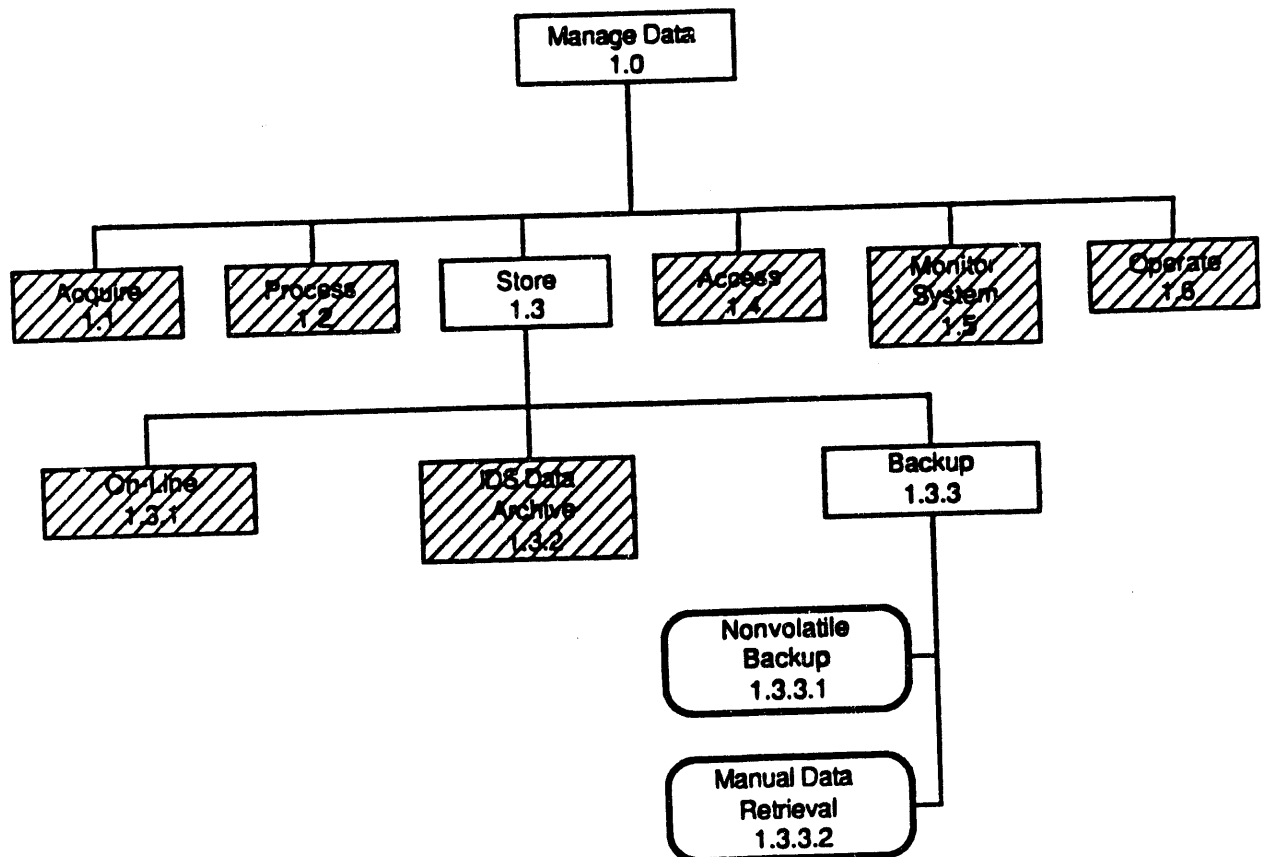 Manage Data
1.0
Acquire
1.1
Process
1.2
Store
1.3
Access
1.4
Monitor
System
1.5
Operate
1.6
On-Line
1.3.1
IDS Data
Archive
1.3.2
Backup
1.3.3
Nonvolatile
Backup
1.3.3.1
Manual Data
Retrieval
1.3.3.2